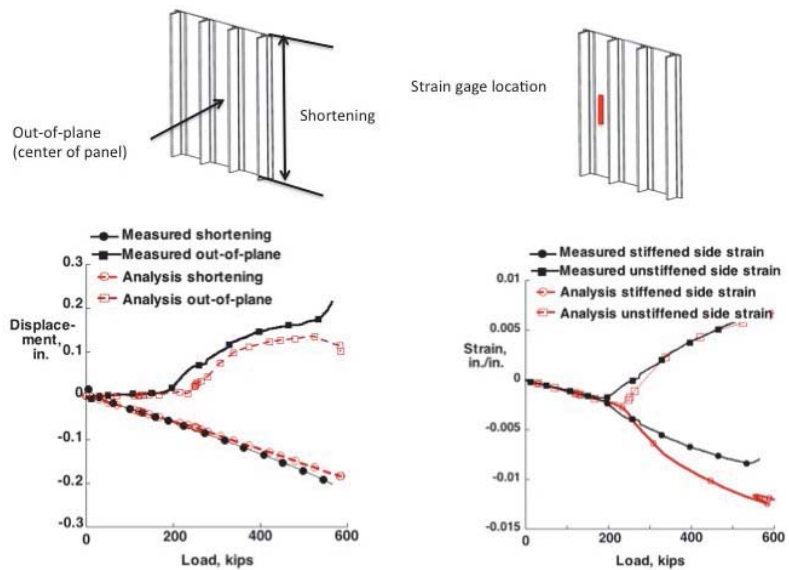 Out-of-plane
(center of panel)
Shortening
Strain gage location
Measured shortening
Measured out-of-plane
Analysis shortening
Analysis out-of-plane
0.3
0.2
0.1
0
-0.1
-0.2
-0.3
Displace-
ment,
in.
0
200
400
600
Load, kips
Measured stiffened side strain
Measured unstiffened side strain
Analysis stiffened side strain
Analysis unstiffened side strain
0.01
0.005
0
-0.005
-0.01
-0.015
Strain,
in./in.
0
200
400
600
Load, kips